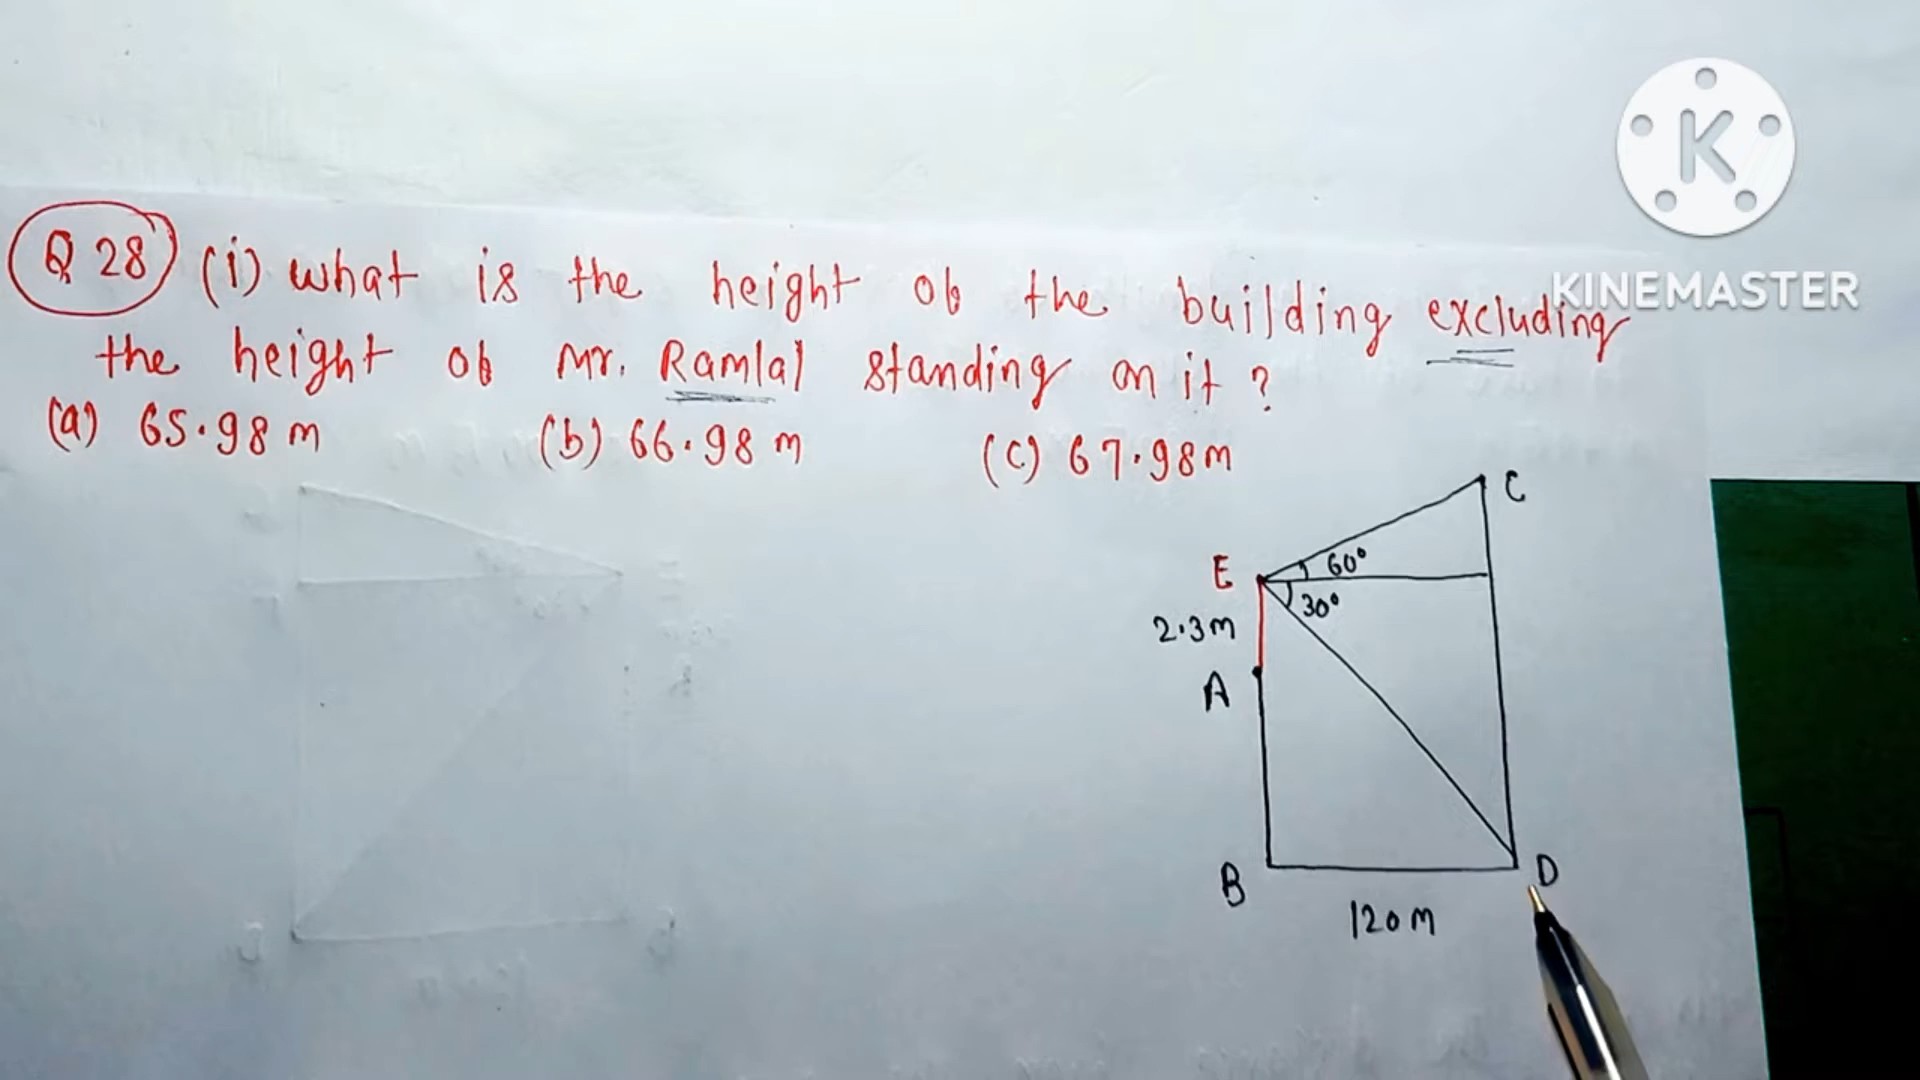 K
KINEMASTER
Q 28 (i) what is the height of the building excluding
the height of Mr. Ramlal standing on it ?
(a) 65.98 m (b) 66.98 m (c) 67.98m
C
E 60°
30°
2.3m
A
B D
120m